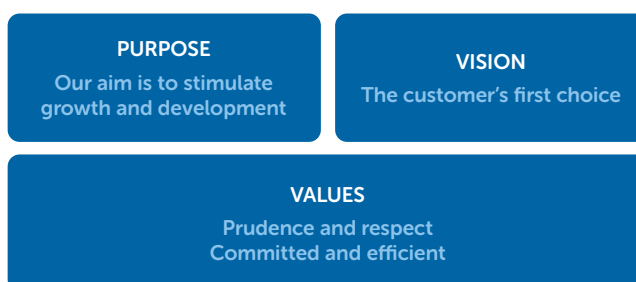 PURPOSE
Our aim is to stimulate
growth and development
VISION
The customer’s first choice
VALUES
Prudence and respect
Committed and efficient